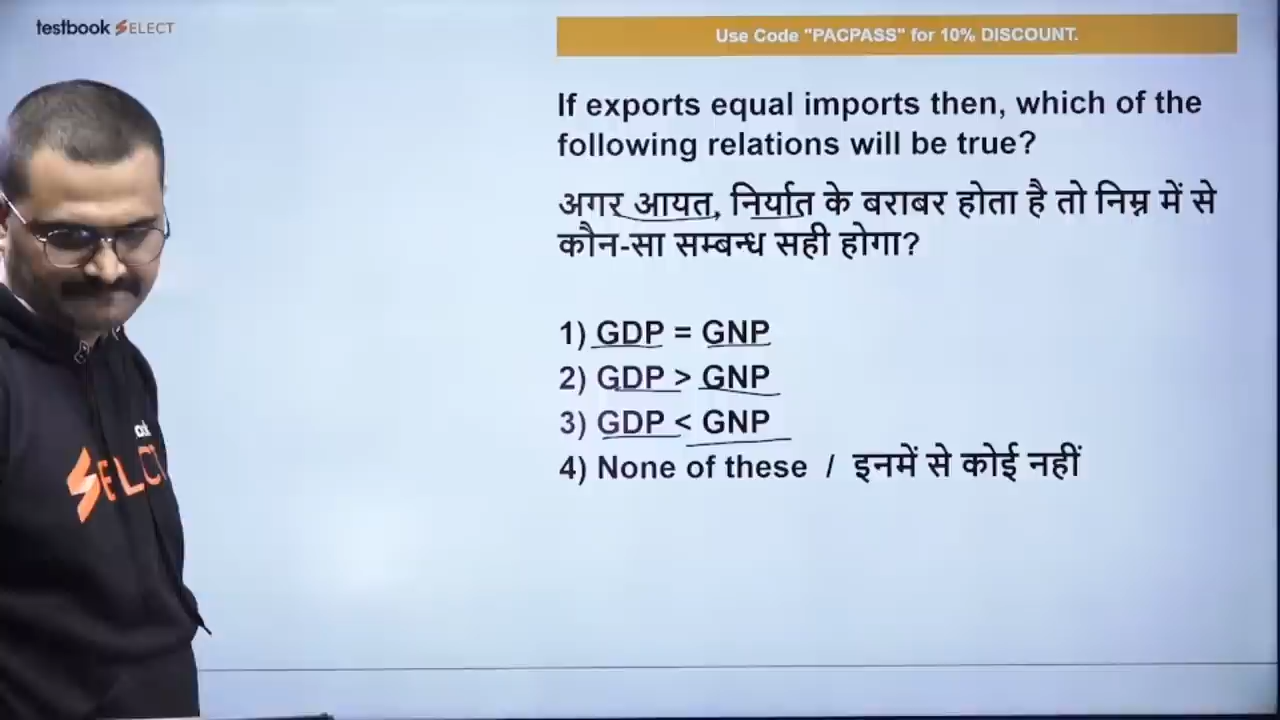 testbook SELECT
Use Code "PACPASS" for 10% DISCOUNT.
If exports equal imports then, which of the
following relations will be true?
अगर आयत, निर्यात के बराबर होता है तो निम्न में से
कौन-सा सम्बन्ध सही होगा?
1) GDP = GNP
2) GDP > GNP
3) GDP < GNP
4) None of these / इनमें से कोई नहीं
SELECT